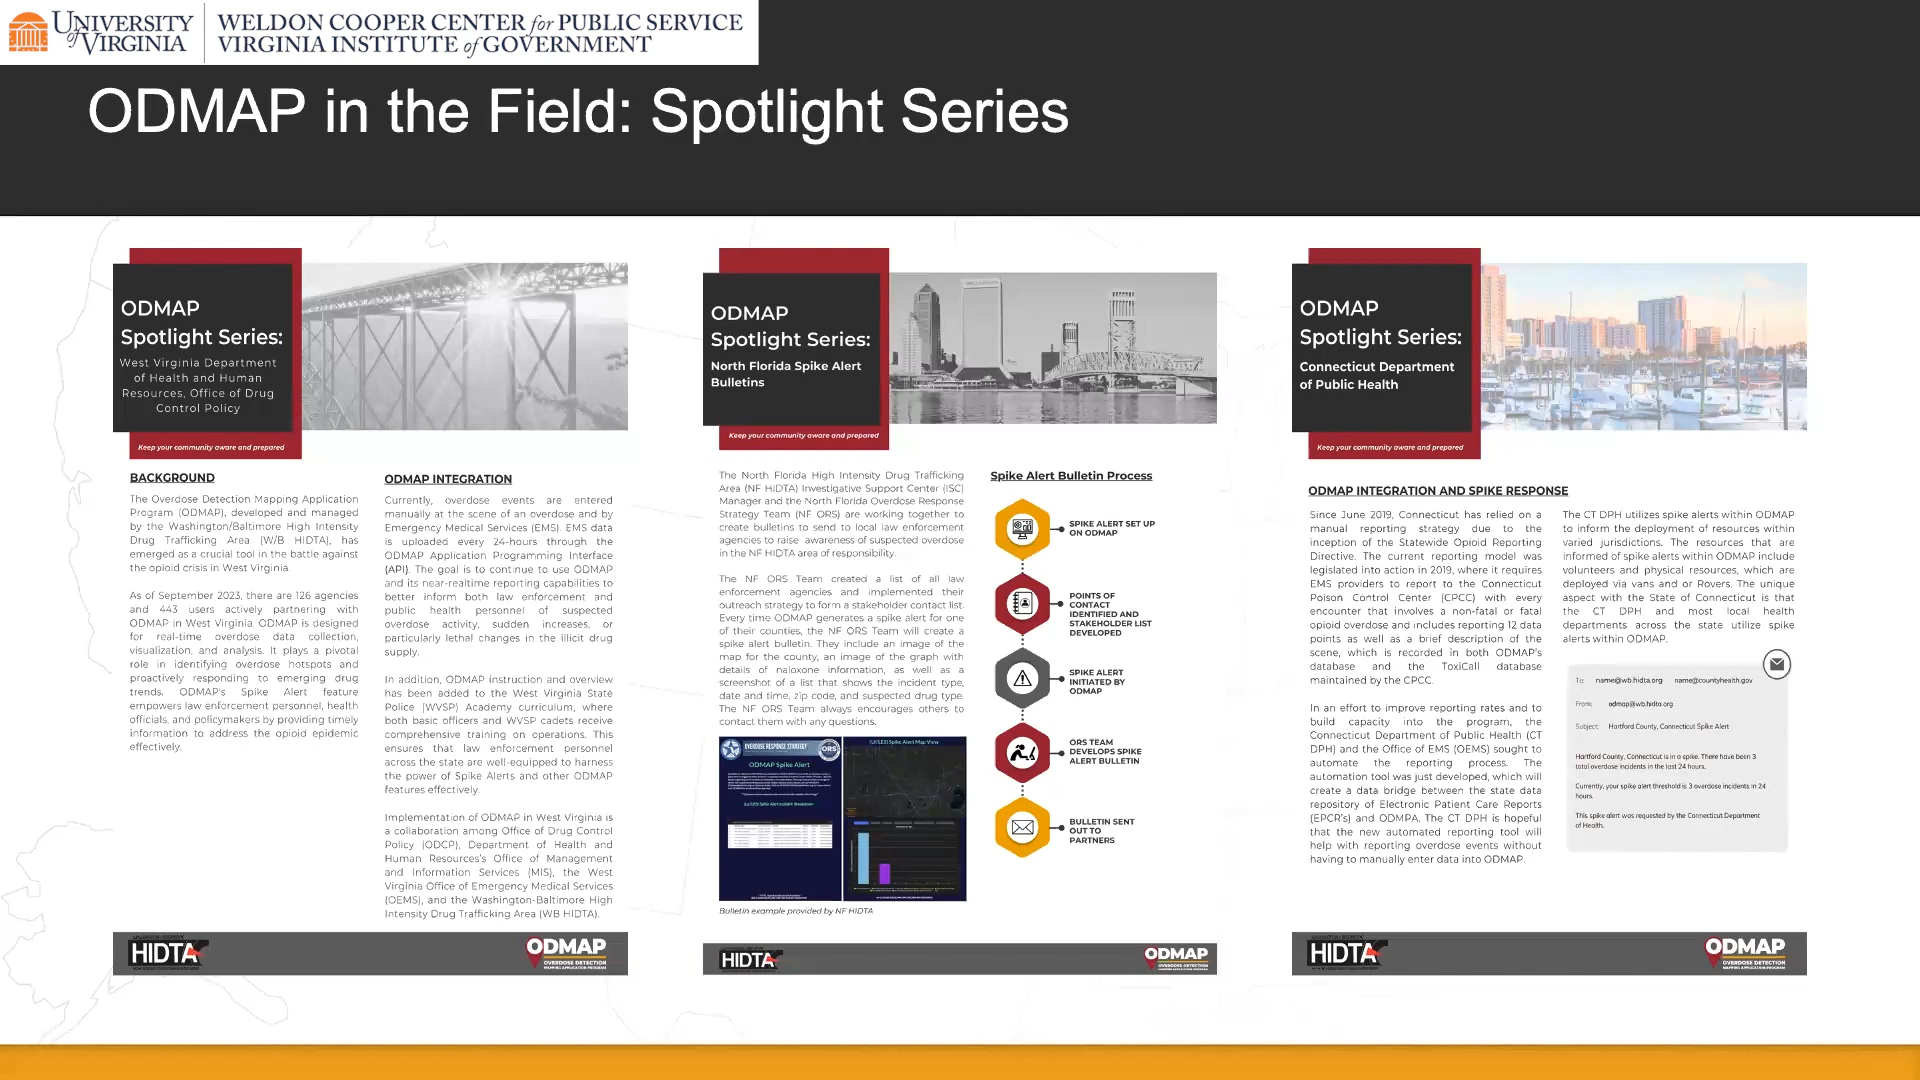 UNIVERSITY of VIRGINIA
WELDON COOPER CENTER for PUBLIC SERVICE
VIRGINIA INSTITUTE of GOVERNMENT
ODMAP in the Field: Spotlight Series
ODMAP
Spotlight Series:
West Virginia Department
of Health and Human
Resources, Office of Drug
Control Policy
Keep your community aware and prepared
BACKGROUND
The Overdose Detection Mapping Application
Program (ODMAP), developed and managed
by the Washington/Baltimore High Intensity
Drug Trafficking Area (W/B HIDTA), has
emerged as a crucial tool in the battle against
the opioid crisis in West Virginia.
As of September 2023, there are 126 agencies
and 443 users actively partnering with
ODMAP in West Virginia. ODMAP is designed
for real-time overdose data collection,
visualization, and analysis. It plays a pivotal
role in identifying overdose hotspots and
proactively responding to emerging drug
trends. ODMAP's Spike Alert feature
empowers law enforcement personnel, health
officials, and policymakers by providing timely
information to address the opioid epidemic
effectively.
ODMAP INTEGRATION
Currently, overdose events are entered
manually at the scene of an overdose and by
Emergency Medical Services (EMS). EMS data
is uploaded every 24-hours through the
ODMAP Application Programming Interface
(API). The goal is to continue to use ODMAP
and its near-realtime reporting capabilities to
better inform both law enforcement and
public health personnel of suspected
overdose activity, sudden increases, or
particularly lethal changes in the illicit drug
supply.
In addition, ODMAP instruction and overview
has been added to the West Virginia State
Police (WVSP) Academy curriculum, where
both basic officers and WVSP cadets receive
comprehensive training on operations. This
ensures that law enforcement personnel
across the state are well-equipped to harness
the power of Spike Alerts and other ODMAP
features effectively.
Implementation of ODMAP in West Virginia is
a collaboration among Office of Drug Control
Policy (ODCP), Department of Health and
Human Resources's Office of Management
and Information Services (MIS), the West
Virginia Office of Emergency Medical Services
(OEMS), and the Washington-Baltimore High
Intensity Drug Trafficking Area (WB HIDTA).
HIDTA
ODMAP
OVERDOSE DETECTION
MAPPING APPLICATION PROGRAM
ODMAP
Spotlight Series:
North Florida Spike Alert
Bulletins
Keep your community aware and prepared
The North Florida High Intensity Drug Trafficking
Area (NF HIDTA) Investigative Support Center (ISC)
Manager and the North Florida Overdose Response
Strategy Team (NF ORS) are working together to
create bulletins to send to local law enforcement
agencies to raise awareness of suspected overdose
in the NF HIDTA area of responsibility.
The NF ORS Team created a list of all law
enforcement agencies and implemented their
outreach strategy to form a stakeholder contact list.
Every time ODMAP generates a spike alert for one
of their counties, the NF ORS Team will create a
spike alert bulletin. They include an image of the
map for the county, an image of the graph with
details of naloxone information, as well as a
screenshot of a list that shows the incident type,
date and time, zip code, and suspected drug type.
The NF ORS Team always encourages others to
contact them with any questions.
OVERDOSE RESPONSE STRATEGY
ORS
ODMAP Spike Alert
Spike Alert Map View
Bulletin example provided by NF HIDTA
Spike Alert Bulletin Process
SPIKE ALERT SET UP
ON ODMAP
POINTS OF
CONTACT
IDENTIFIED AND
STAKEHOLDER LIST
DEVELOPED
SPIKE ALERT
INITIATED BY
ODMAP
ORS TEAM
DEVELOPS SPIKE
ALERT BULLETIN
BULLETIN SENT
OUT TO
PARTNERS
HIDTA
ODMAP
ODMAP
Spotlight Series:
Connecticut Department
of Public Health
Keep your community aware and prepared
ODMAP INTEGRATION AND SPIKE RESPONSE
Since June 2019, Connecticut has relied on a
manual reporting strategy due to the
inception of the Statewide Opioid Reporting
Directive. The current reporting model was
legislated into action in 2019, where it requires
EMS providers to report to the Connecticut
Poison Control Center (CPCC) with every
encounter that involves a non-fatal or fatal
opioid overdose and includes reporting 12 data
points as well as a brief description of the
scene, which is recorded in both ODMAP's
database and the ToxiCall database
maintained by the CPCC.
In an effort to improve reporting rates and to
build capacity into the program, the
Connecticut Department of Public Health (CT
DPH) and the Office of EMS (OEMS) sought to
automate the reporting process. The
automation tool was just developed, which will
create a data bridge between the state data
repository of Electronic Patient Care Reports
(EPCR's) and ODMPA. The CT DPH is hopeful
that the new automated reporting tool will
help with reporting overdose events without
having to manually enter data into ODMAP.
The CT DPH utilizes spike alerts within ODMAP
to inform the deployment of resources within
varied jurisdictions. The resources that are
informed of spike alerts within ODMAP include
volunteers and physical resources, which are
deployed via vans and or Rovers. The unique
aspect with the State of Connecticut is that
the CT DPH and most local health
departments across the state utilize spike
alerts within ODMAP.
To: name@wb.hidta.org name@countyhealth.gov
From: odmap@wb.hidta.org
Subject: Hartford County, Connecticut Spike Alert
Hartford County, Connecticut is in a spike. There have been 3
total overdose incidents in the last 24 hours.
Currently, your spike alert threshold is 3 overdose incidents in 24
hours.
This spike alert was requested by the Connecticut Department
of Health.
HIDTA
ODMAP
OVERDOSE DETECTION
MAPPING APPLICATION PROGRAM